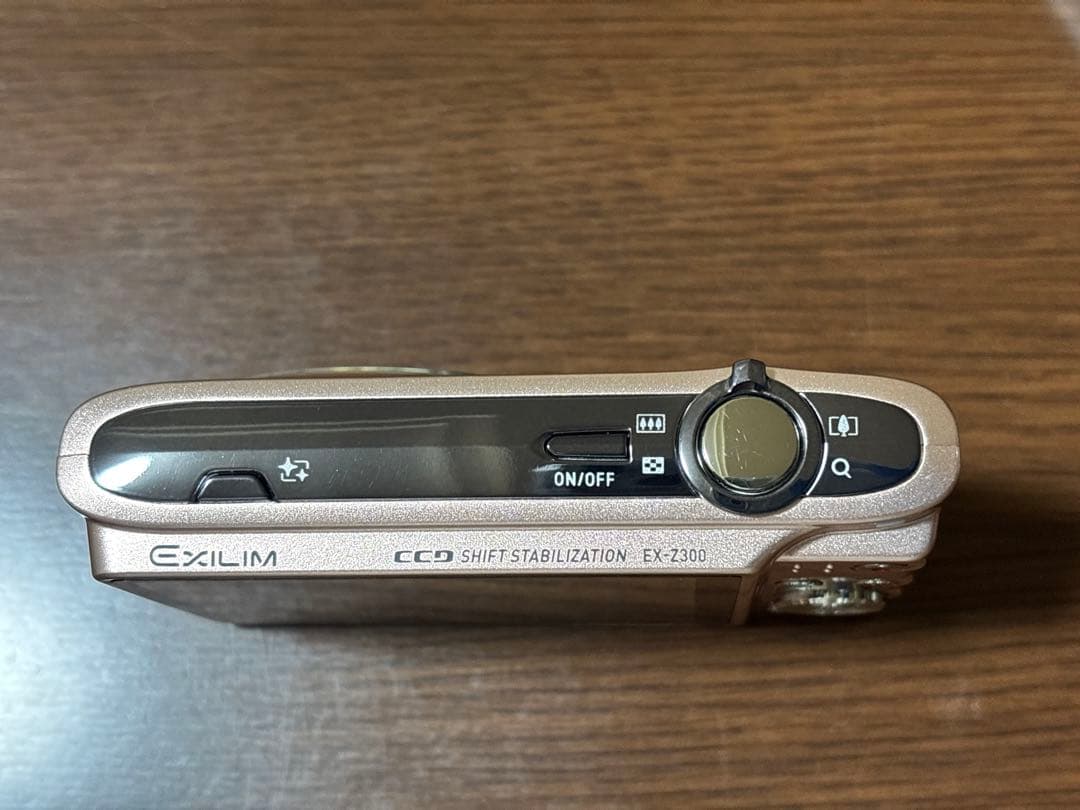 ON/OFF
EXILIM CCD SHIFT STABILIZATION EX-Z300